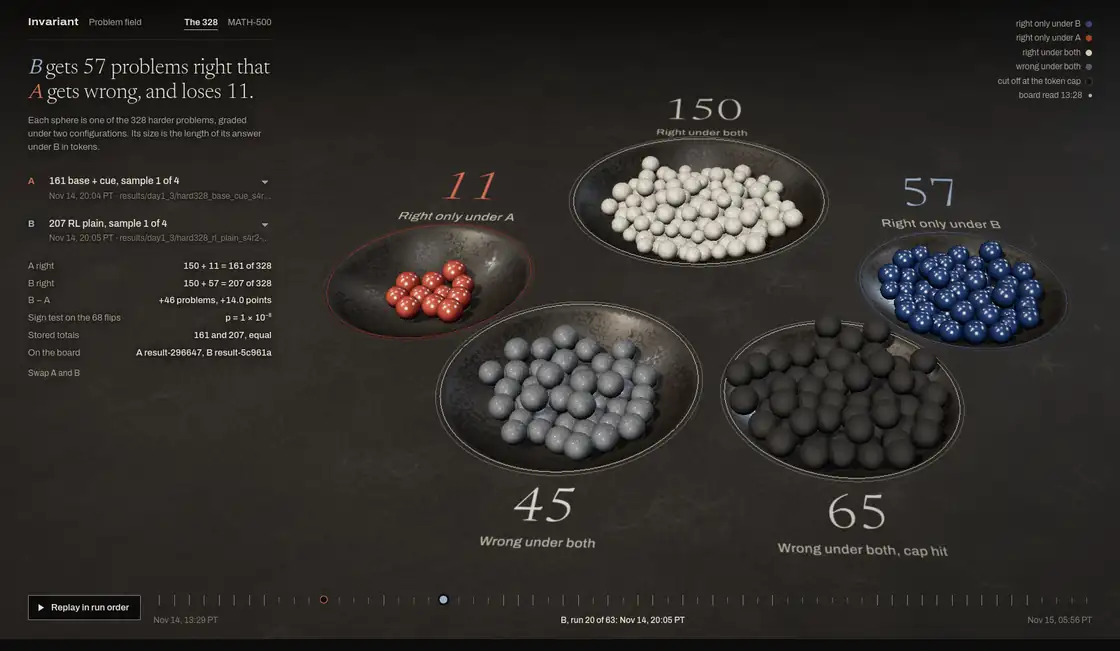 Invariant Problem field The 328 MATH-500
B gets 57 problems right that
A gets wrong, and loses 11.
Each sphere is one of the 328 harder problems, graded
under two configurations. Its size is the length of its answer
under B in tokens.
A 161 base + cue, sample 1 of 4
Nov 14, 20:04 PT · results/day1_3/hard328_base_cue_s4r...
B 207 RL plain, sample 1 of 4
Nov 14, 20:05 PT · results/day1_3/hard328_rl_plain_s4r2-...
A right 150 + 11 = 161 of 328
B right 150 + 57 = 207 of 328
B – A +46 problems, +14.0 points
Sign test on the 68 flips p = 1 × 10⁻⁸
Stored totals 161 and 207, equal
On the board A result-296647, B result-5c961a
Swap A and B
right only under B
right only under A
right under both
wrong under both
cut off at the token cap
board read 13:28
150
Right under both
11
Right only under A
57
Right only under B
45
Wrong under both
65
Wrong under both, cap hit
Replay in run order
Nov 14, 13:29 PT
B, run 20 of 63: Nov 14, 20:05 PT
Nov 15, 05:56 PT